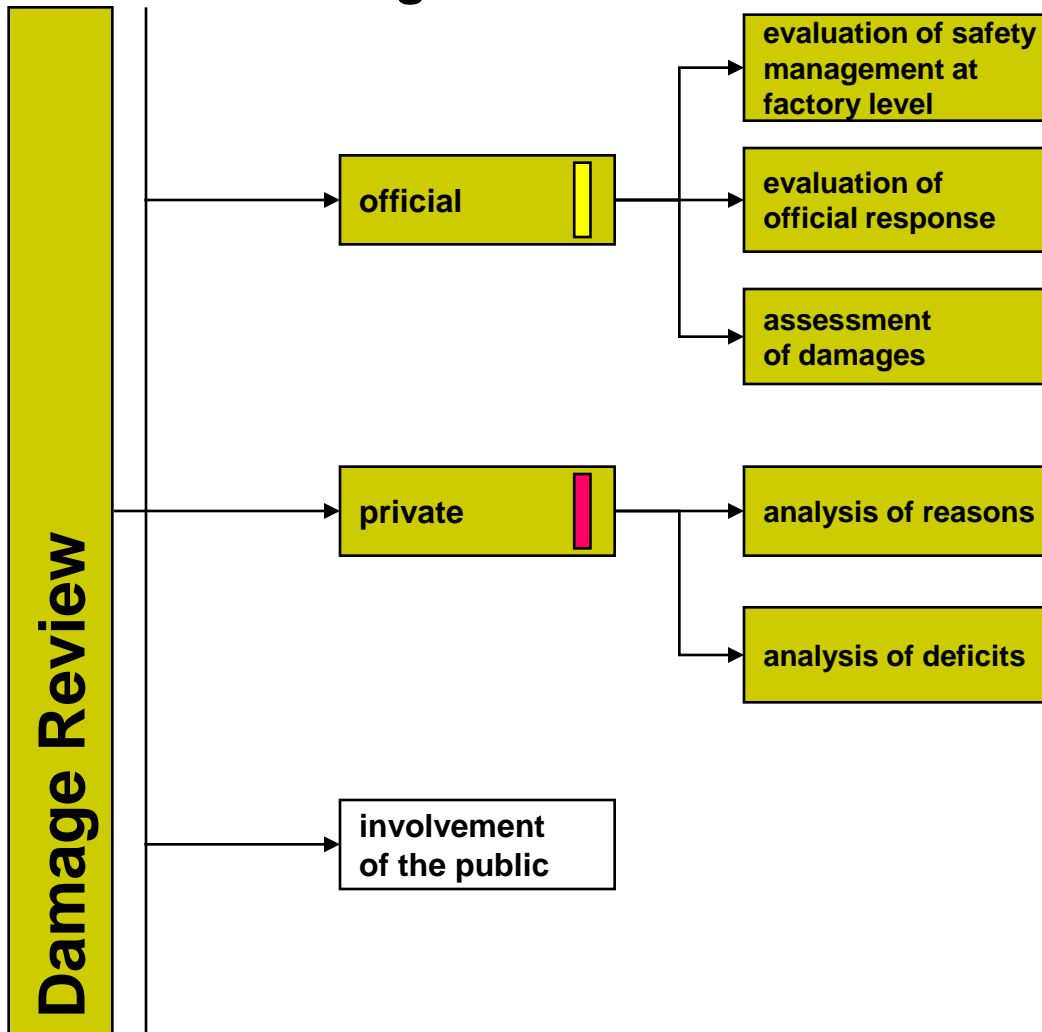 evaluation of safety
management at
factory level
official
evaluation of
official response
assessment
of damages
private
analysis of reasons
analysis of deficits
Damage Review
involvement
of the public